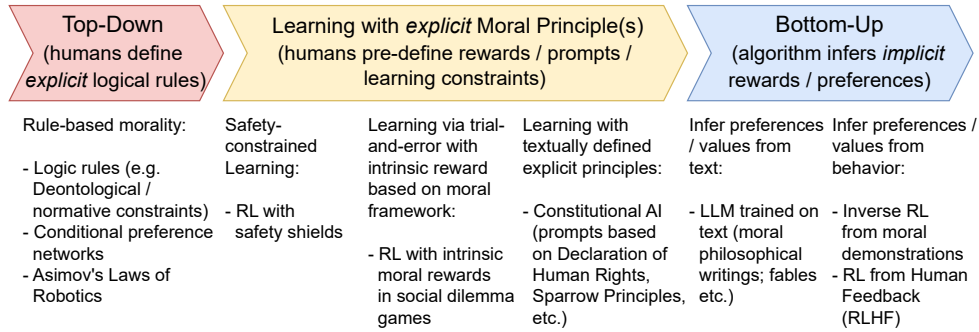 Top-Down
(humans define
explicit logical rules)
Learning with explicit Moral Principle(s)
(humans pre-define rewards / prompts /
learning constraints)
Bottom-Up
(algorithm infers implicit
rewards / preferences)
Rule-based morality:
- Logic rules (e.g.
Deontological /
normative constraints)
- Conditional preference
networks
- Asimov's Laws of
Robotics
Safety-
constrained
Learning:
- RL with
safety shields
Learning via trial-
and-error with
intrinsic reward
based on moral
framework:
- RL with intrinsic
moral rewards
in social dilemma
games
Learning with
textually defined
explicit principles:
- Constitutional AI
(prompts based
on Declaration of
Human Rights,
Sparrow Principles,
etc.)
Infer preferences
/ values from
text:
- LLM trained on
text (moral
philosophical
writings; fables
etc.)
Infer preferences /
values from
behavior:
- Inverse RL
from moral
demonstrations
- RL from Human
Feedback
(RLHF)